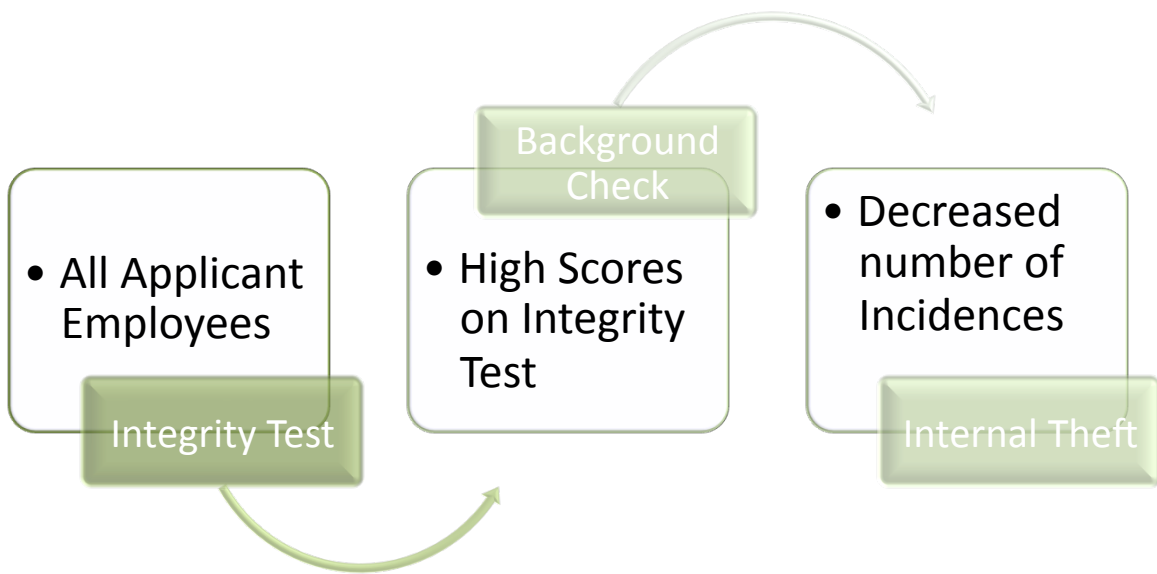 • All Applicant
Employees
Integrity Test
Background
Check
• High Scores
on Integrity
Test
• Decreased
number of
Incidences
Internal Theft